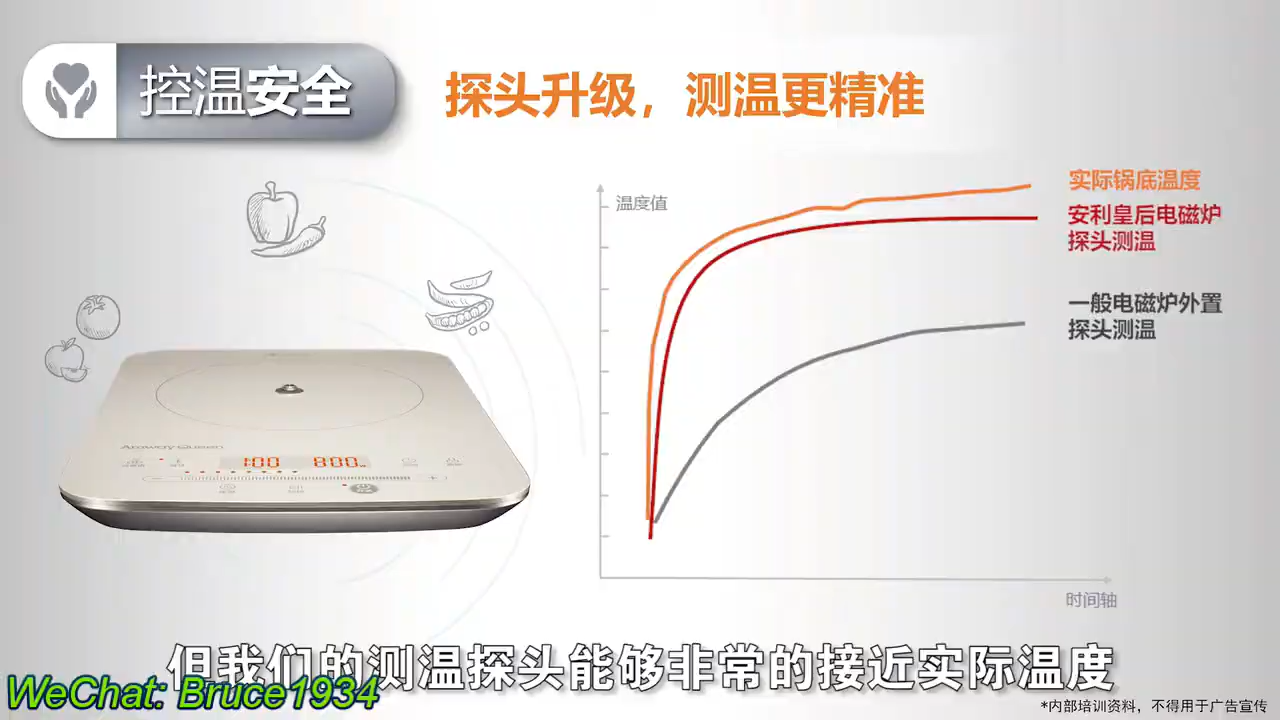 控温安全
探头升级，测温更精准
温度值
实际锅底温度
安利皇后电磁炉
探头测温
一般电磁炉外置
探头测温
Amway Queen
100 800
时间轴
但我们的测温探头能够非常的接近实际温度
WeChat: Bruce1934
*内部培训资料，不得用于广告宣传